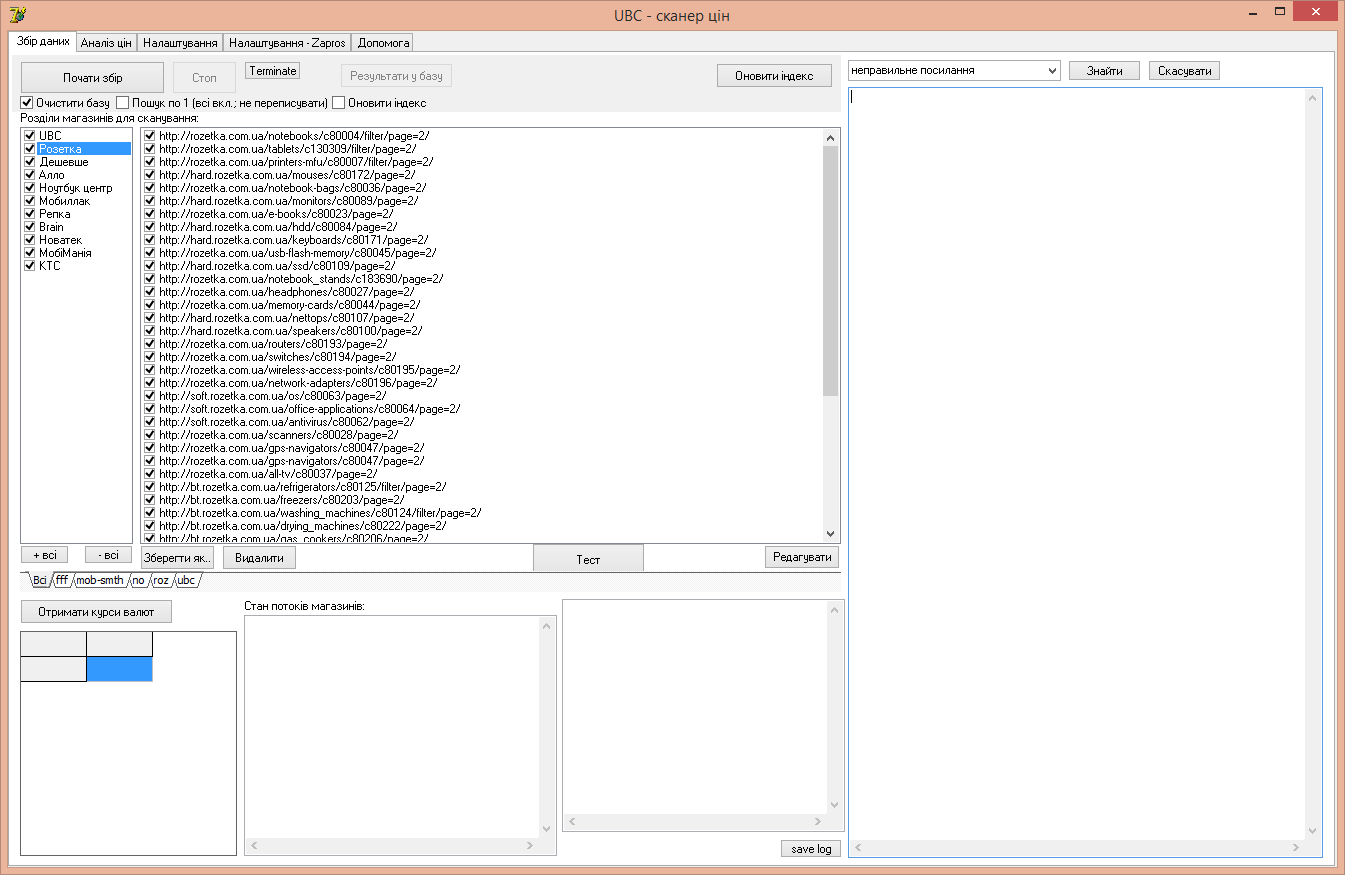 UBC - сканер цін
Збір даних
Аналіз цін
Налаштування
Налаштування - Zapros
Допомога
Почати збір
Стоп
Terminate
Результати у базу
Оновити індекс
неправильне посилання
Знайти
Скасувати
Очистити базу
Пошук по 1 (всі вкл.; не переписувати)
Оновити індекс
Розділи магазинів для сканування:
UBC
Розетка
Дешевше
Алло
Ноутбук центр
Мобиллак
Репка
Brain
Новатек
МобіМанія
КТС
http://rozetka.com.ua/notebooks/c80004/filter/page=2/
http://rozetka.com.ua/tablets/c130309/filter/page=2/
http://rozetka.com.ua/printers-mfu/c80007/filter/page=2/
http://hard.rozetka.com.ua/mouses/c80172/page=2/
http://rozetka.com.ua/notebook-bags/c80036/page=2/
http://hard.rozetka.com.ua/monitors/c80089/page=2/
http://rozetka.com.ua/e-books/c80023/page=2/
http://hard.rozetka.com.ua/hdd/c80084/page=2/
http://hard.rozetka.com.ua/keyboards/c80171/page=2/
http://rozetka.com.ua/usb-flash-memory/c80045/page=2/
http://hard.rozetka.com.ua/ssd/c80109/page=2/
http://rozetka.com.ua/notebook_stands/c183690/page=2/
http://rozetka.com.ua/headphones/c80027/page=2/
http://rozetka.com.ua/memory-cards/c80044/page=2/
http://hard.rozetka.com.ua/nettops/c80107/page=2/
http://hard.rozetka.com.ua/speakers/c80100/page=2/
http://rozetka.com.ua/routers/c80193/page=2/
http://rozetka.com.ua/switches/c80194/page=2/
http://rozetka.com.ua/wireless-access-points/c80195/page=2/
http://rozetka.com.ua/network-adapters/c80196/page=2/
http://soft.rozetka.com.ua/os/c80063/page=2/
http://soft.rozetka.com.ua/office-applications/c80064/page=2/
http://soft.rozetka.com.ua/antivirus/c80062/page=2/
http://rozetka.com.ua/scanners/c80028/page=2/
http://rozetka.com.ua/gps-navigators/c80047/page=2/
http://rozetka.com.ua/gps-navigators/c80047/page=2/
http://rozetka.com.ua/all-tv/c80037/page=2/
http://bt.rozetka.com.ua/refrigerators/c80125/filter/page=2/
http://bt.rozetka.com.ua/freezers/c80203/page=2/
http://bt.rozetka.com.ua/washing_machines/c80124/filter/page=2/
http://bt.rozetka.com.ua/drying_machines/c80222/page=2/
http://bt.rozetka.com.ua/gas_cookers/c80206/page=2/
+ всі
- всі
Зберегти як..
Видалити
Тест
Редагувати
Всі
fff
mob-smth
no
roz
ubc
Отримати курси валют
Стан потоків магазинів:
save log